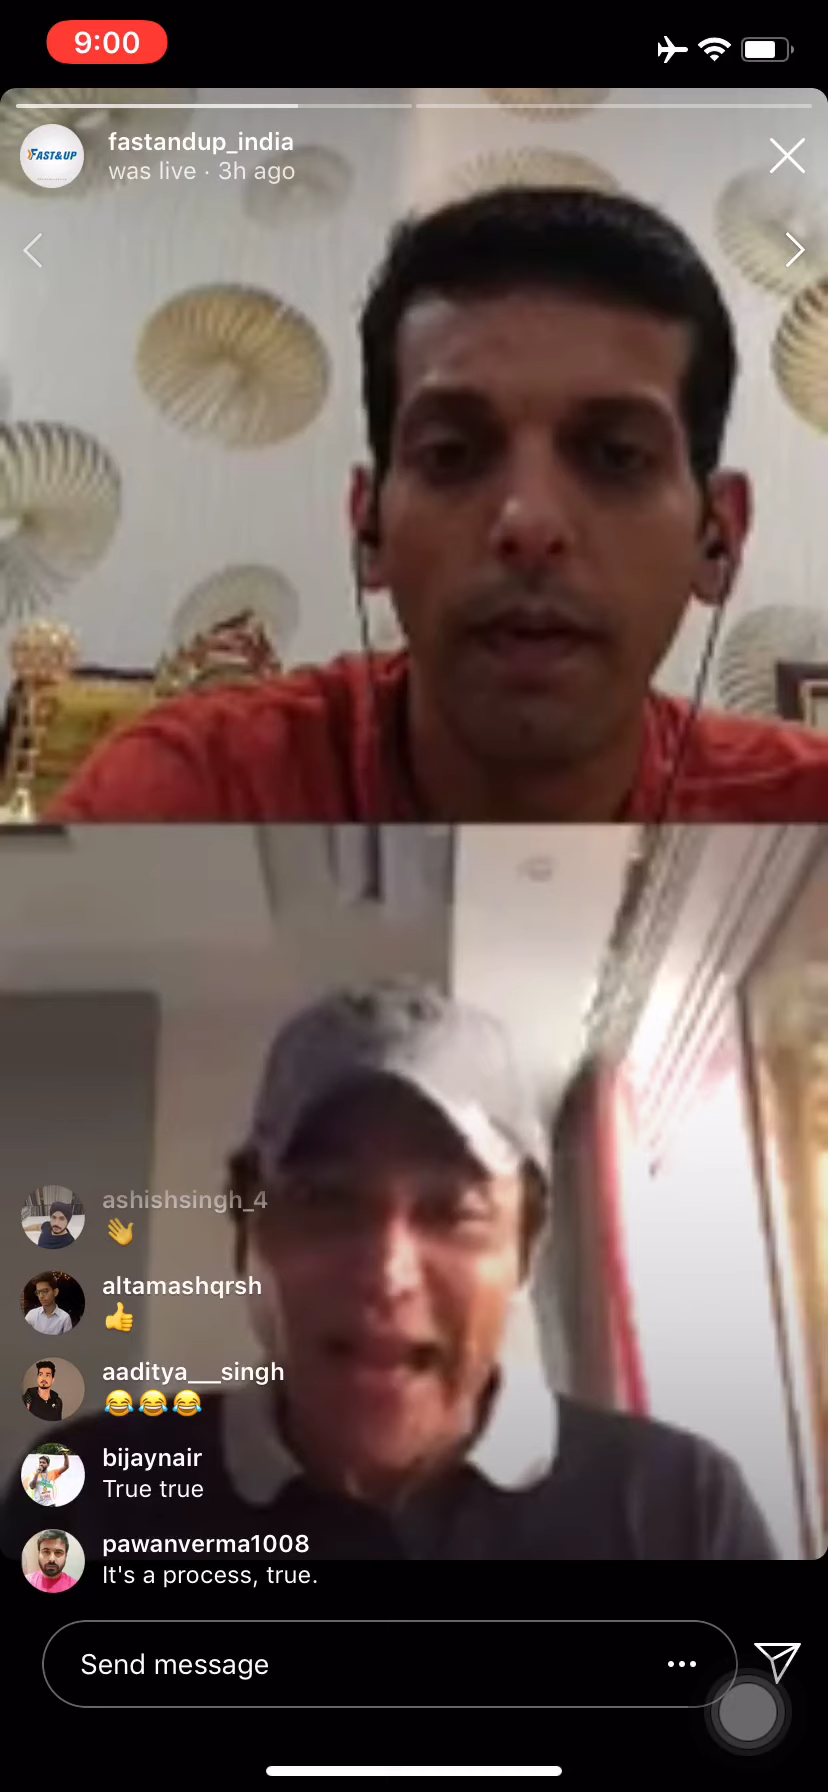 9:00
FAST&UP
fastandup_india
was live · 3h ago
ashishsingh_4
👋
altamashqrsh
👍
aaditya___singh
😂😂😂
bijaynair
True true
pawanverma1008
It's a process, true.
Send message